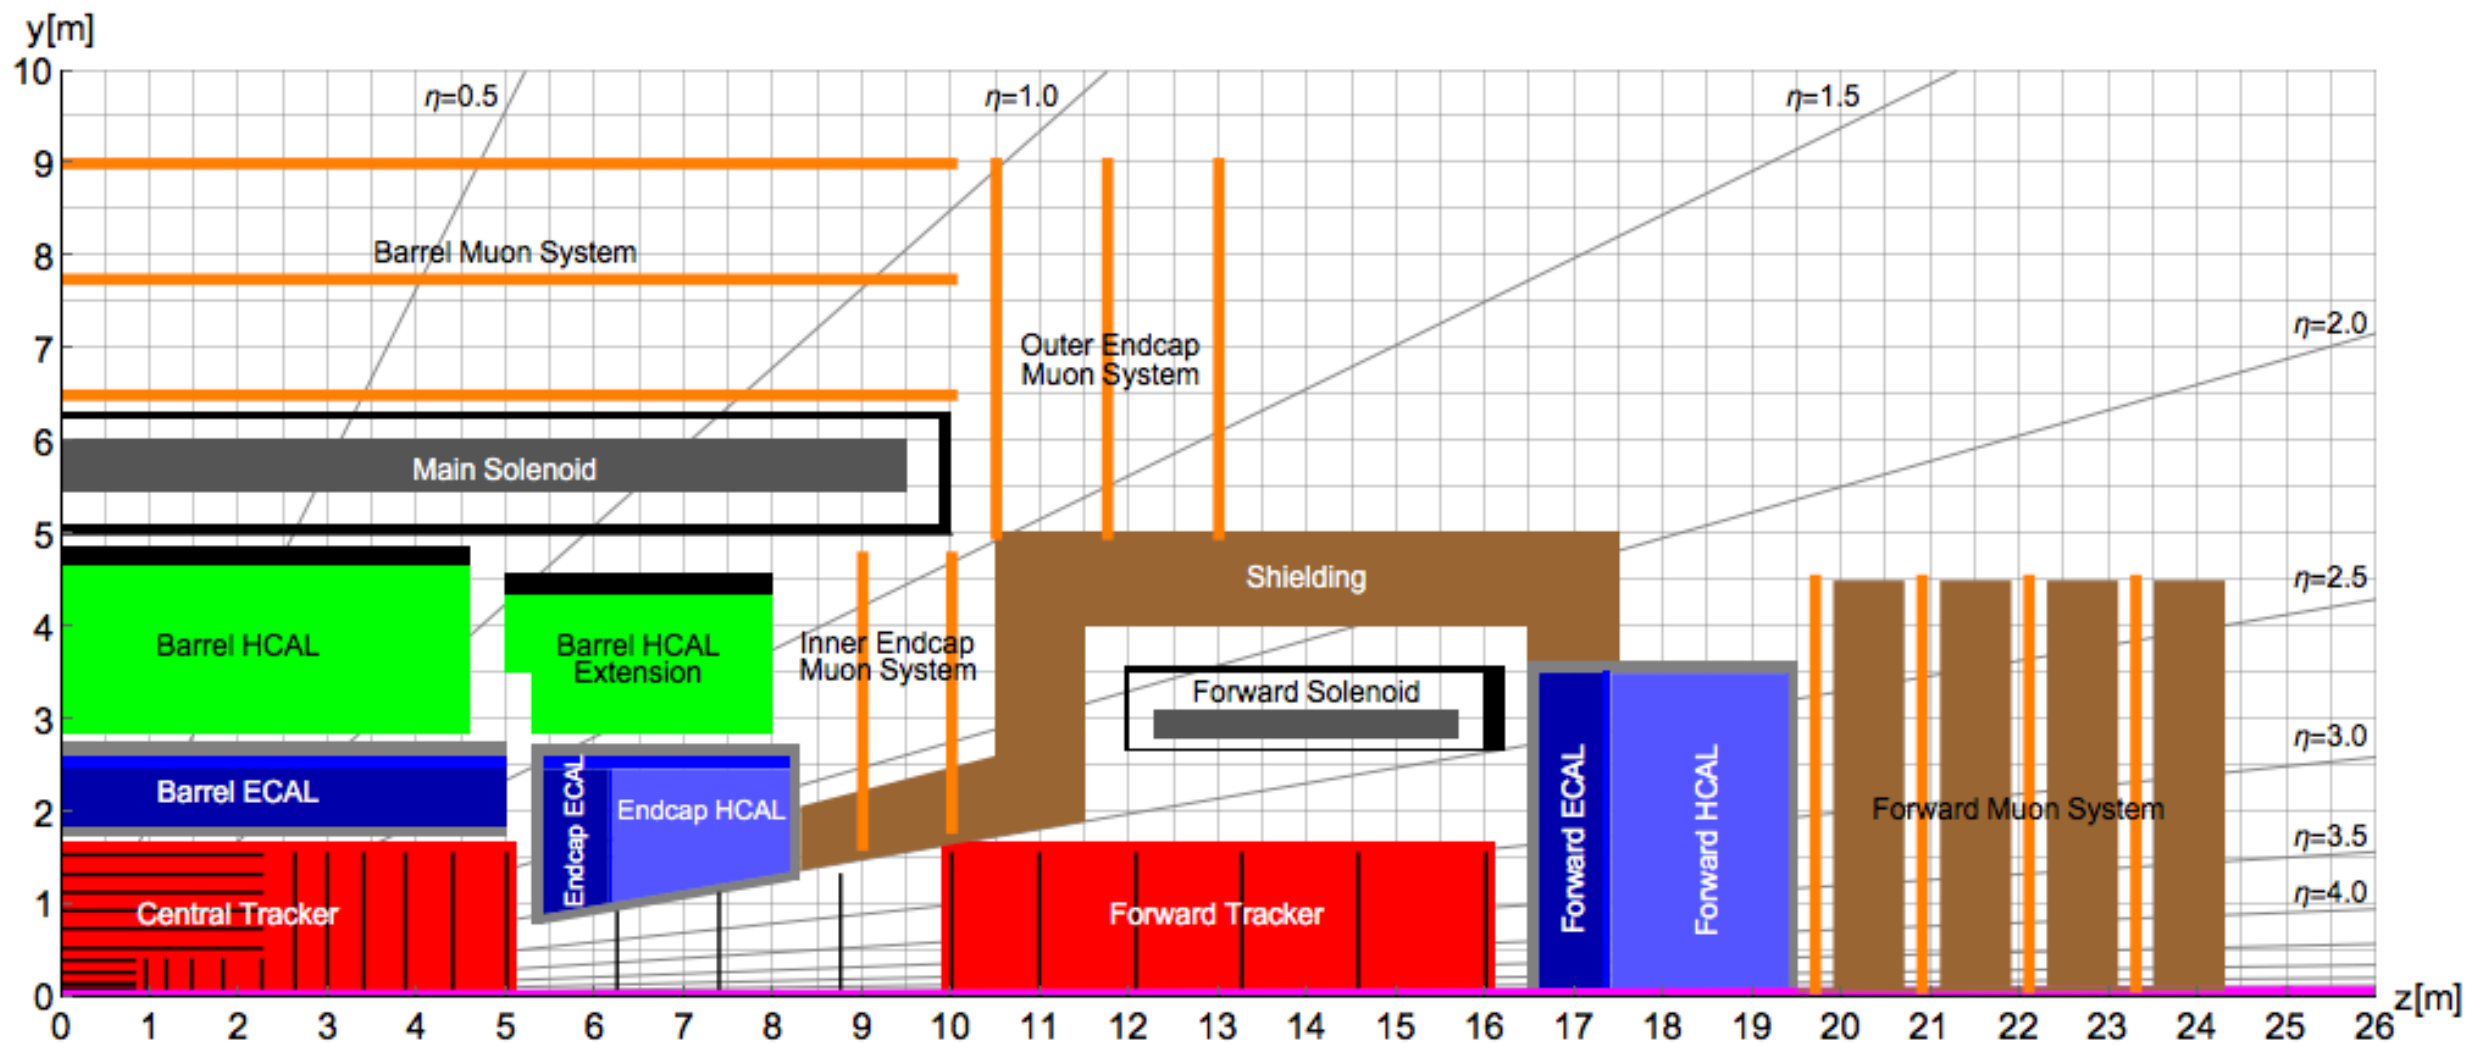 y[m]
10
η=0.5
η=1.0
η=1.5
9
Barrel Muon System
8
η=2.0
7
Outer Endcap
Muon System
6
Main Solenoid
5
Shielding
η=2.5
4
Barrel HCAL
Barrel HCAL
Extension
Inner Endcap
Muon System
Forward Solenoid
3
η=3.0
Barrel ECAL
Endcap ECAL
Endcap HCAL
Forward ECAL
Forward HCAL
Forward Muon System
2
η=3.5
η=4.0
1
Central Tracker
Forward Tracker
0
0 1 2 3 4 5 6 7 8 9 10 11 12 13 14 15 16 17 18 19 20 21 22 23 24 25 26
z[m]